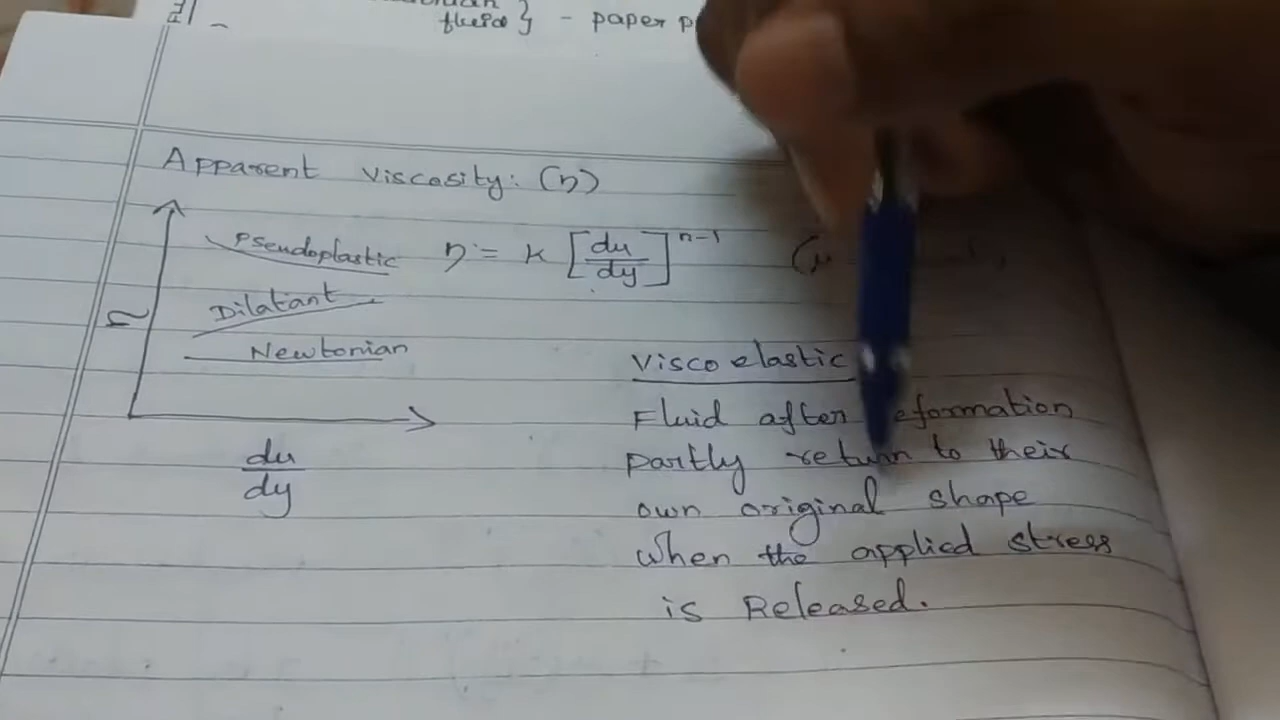 fluid } - paper p
Apparent Viscosity: (η)
Pseudoplastic η = k [du/dy]^n-1
Dilatant
η
Newtonian
Visco elastic
Fluid after eformation
du/dy
partly return to their
own original shape
when the applied stress
is Released.